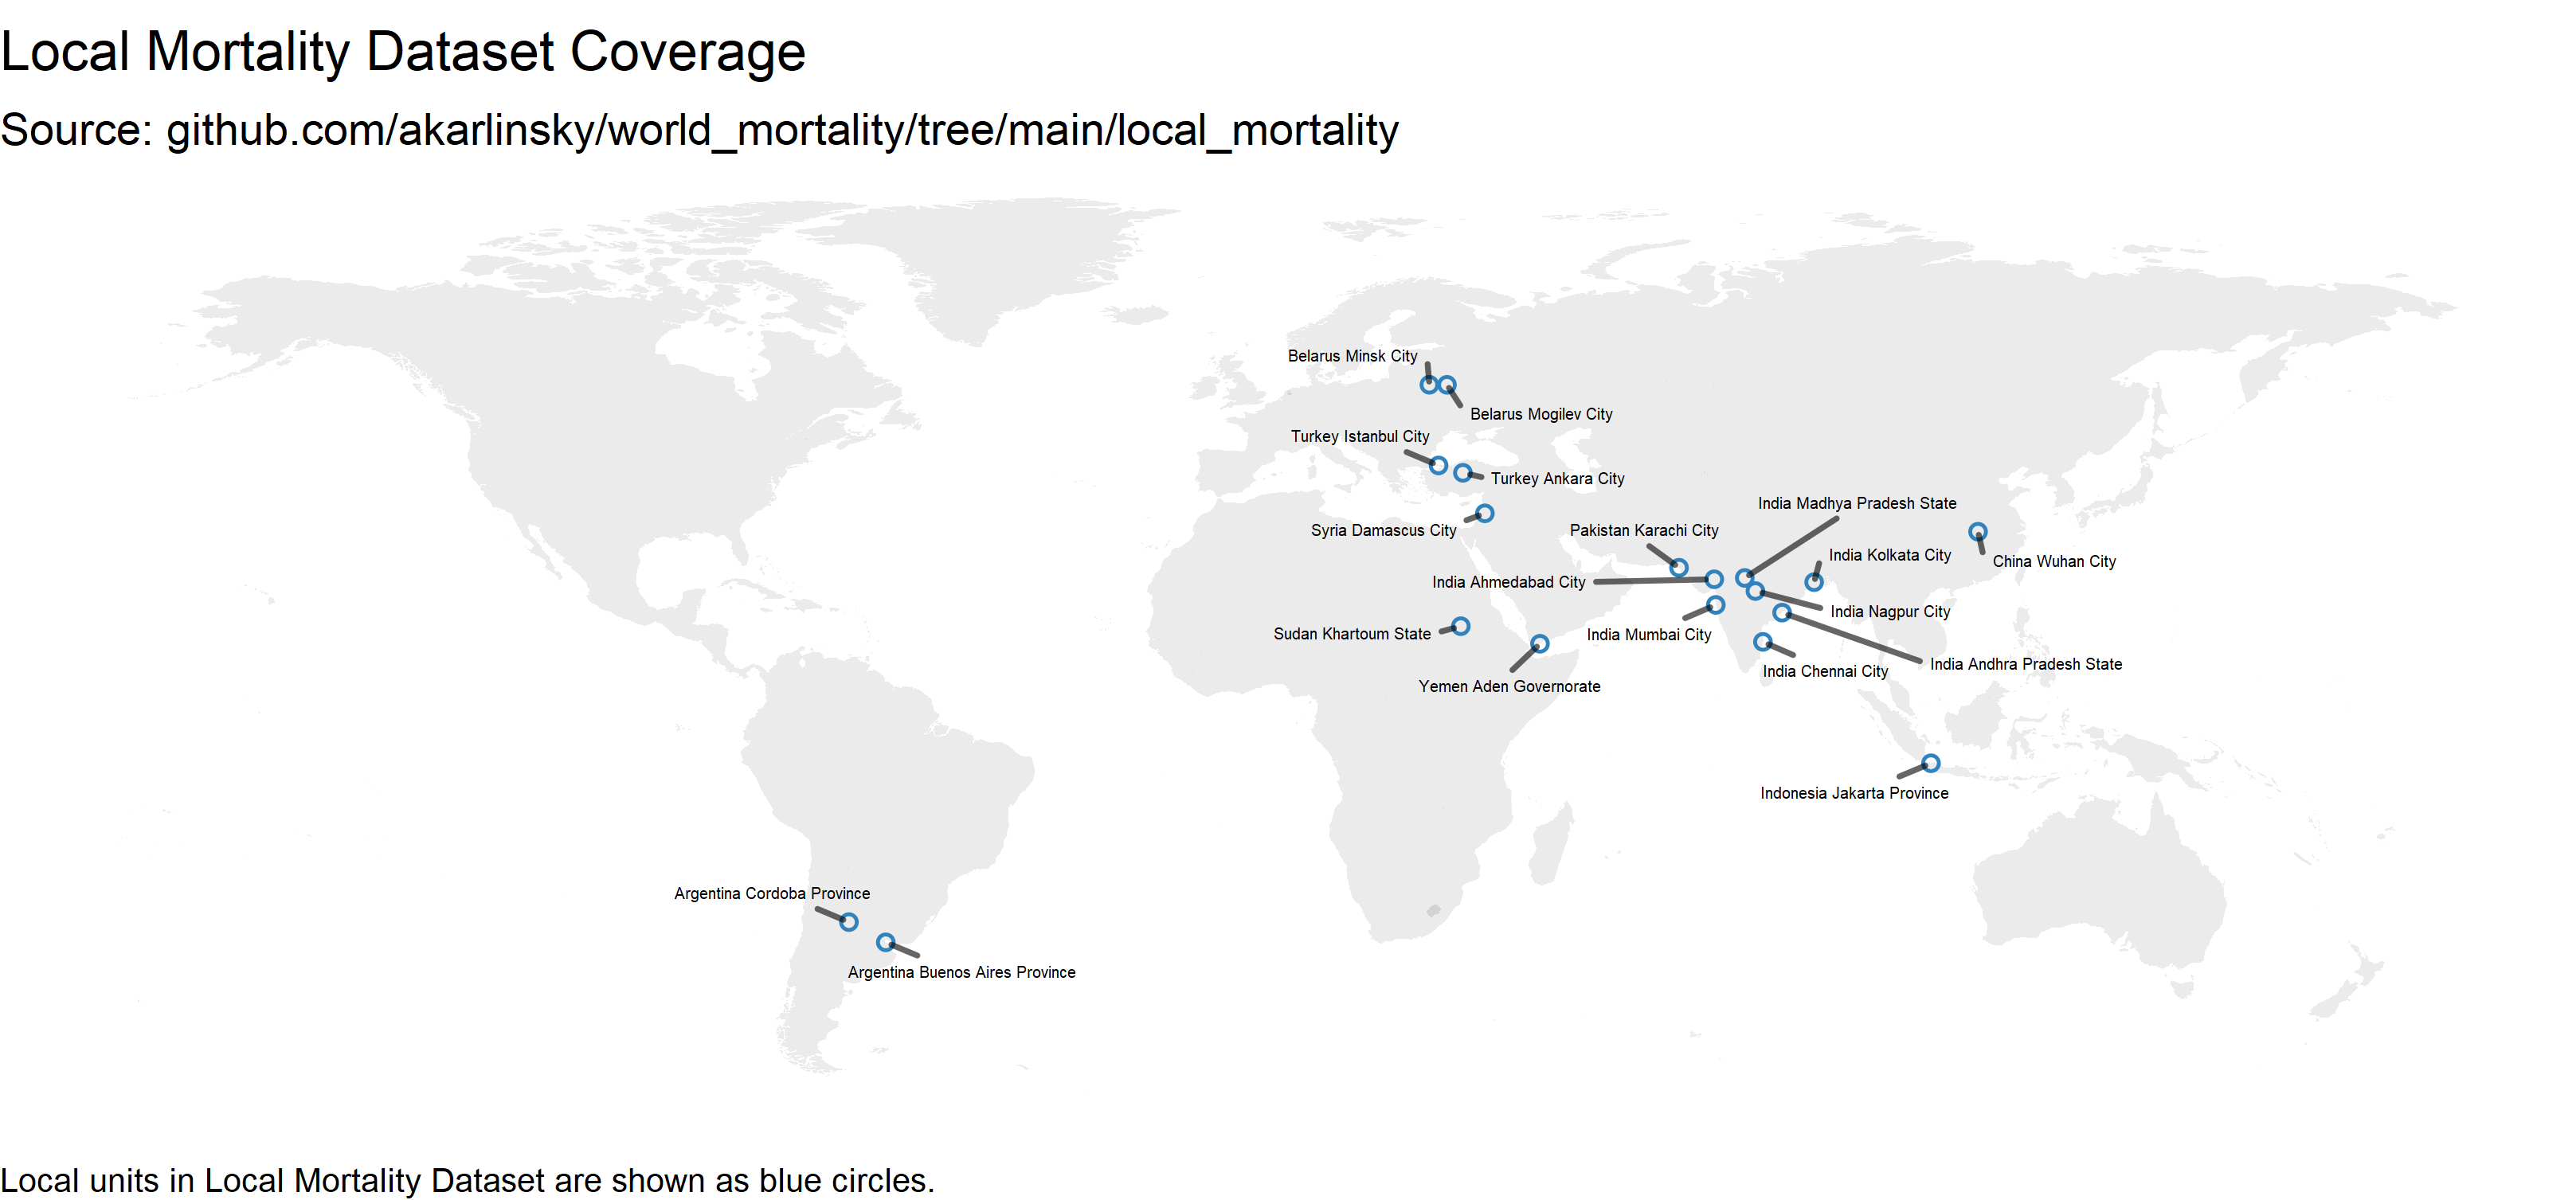 Local Mortality Dataset Coverage
Source: github.com/akarlinsky/world_mortality/tree/main/local_mortality
Belarus Minsk City
Belarus Mogilev City
Turkey Istanbul City
Turkey Ankara City
India Madhya Pradesh State
Syria Damascus City
Pakistan Karachi City
India Kolkata City
China Wuhan City
India Ahmedabad City
India Nagpur City
Sudan Khartoum State
India Mumbai City
India Andhra Pradesh State
India Chennai City
Yemen Aden Governorate
Indonesia Jakarta Province
Argentina Cordoba Province
Argentina Buenos Aires Province
Local units in Local Mortality Dataset are shown as blue circles.